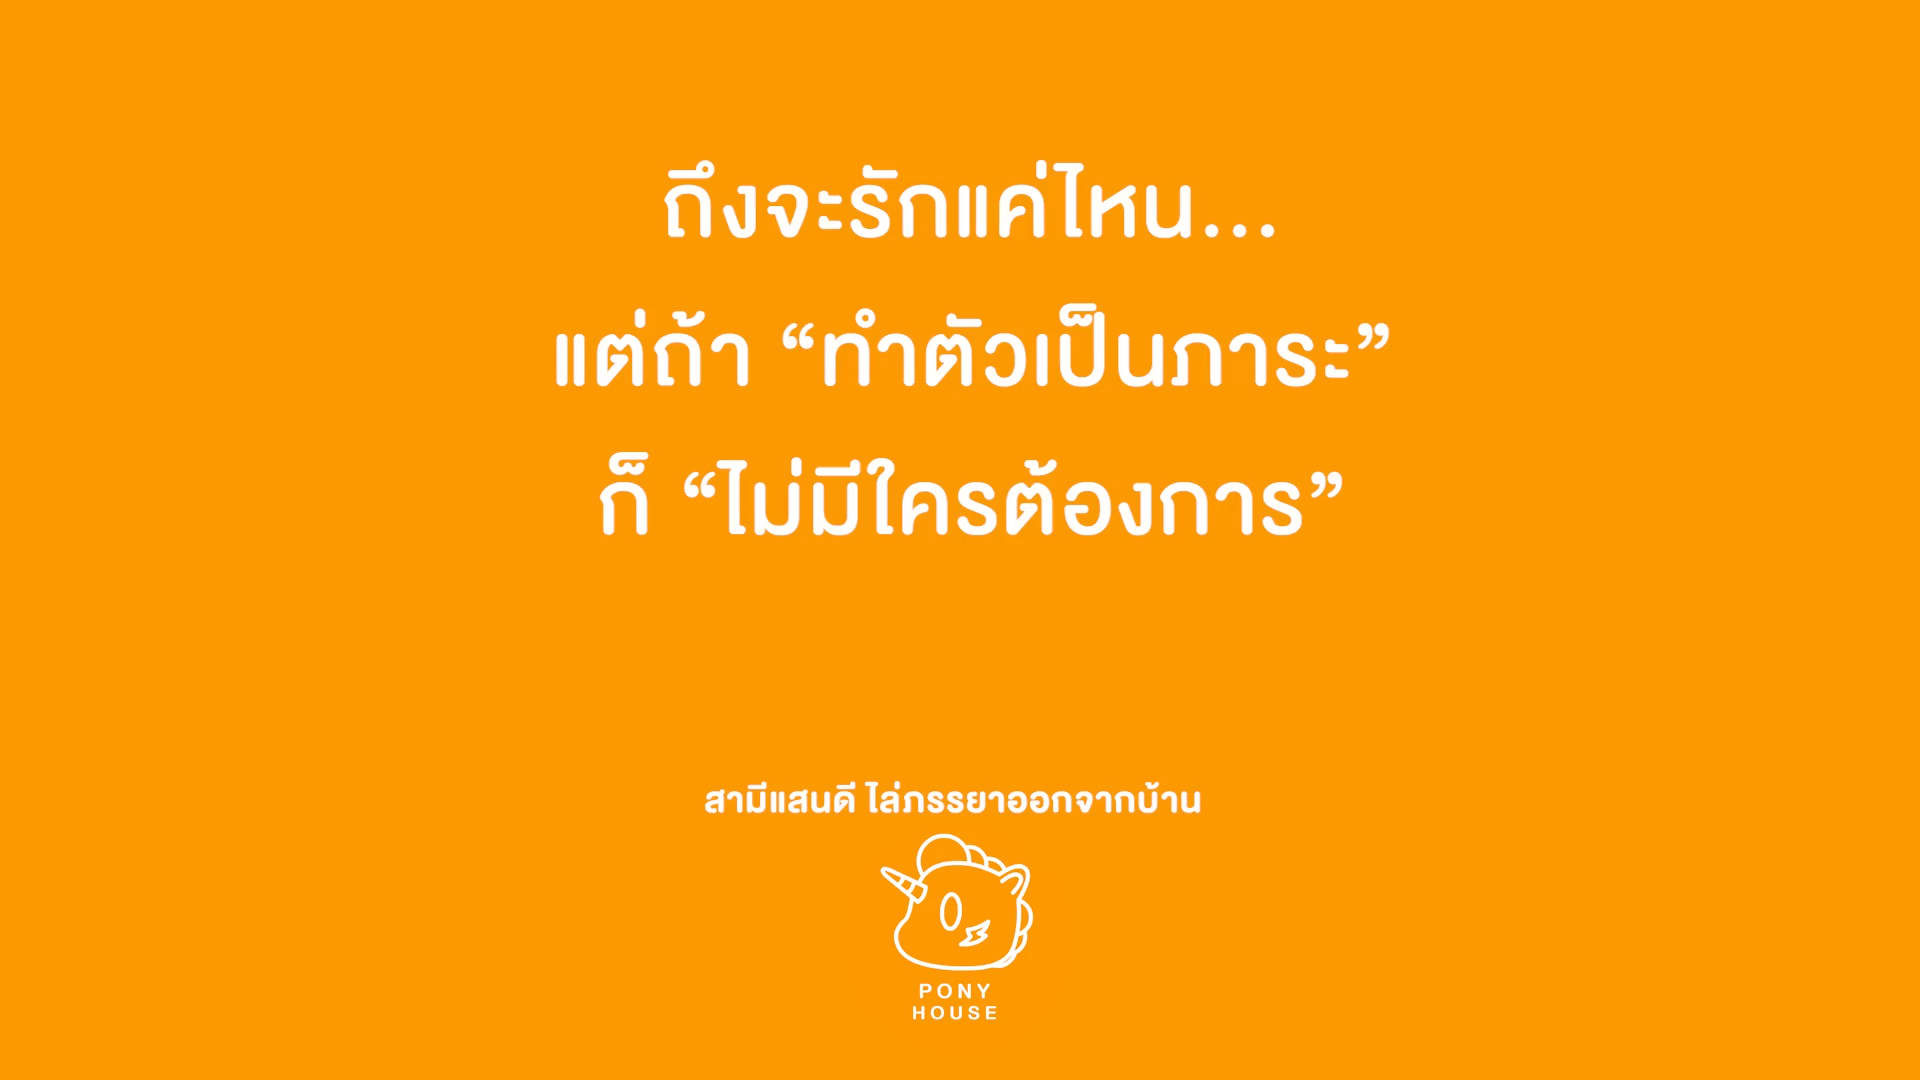 ถึงจะรักแค่ไหน...
แต่ถ้า “ทำตัวเป็นภาระ”
ก็ “ไม่มีใครต้องการ”
สามีแสนดี ไล่ภรรยาออกจากบ้าน
PONY
HOUSE